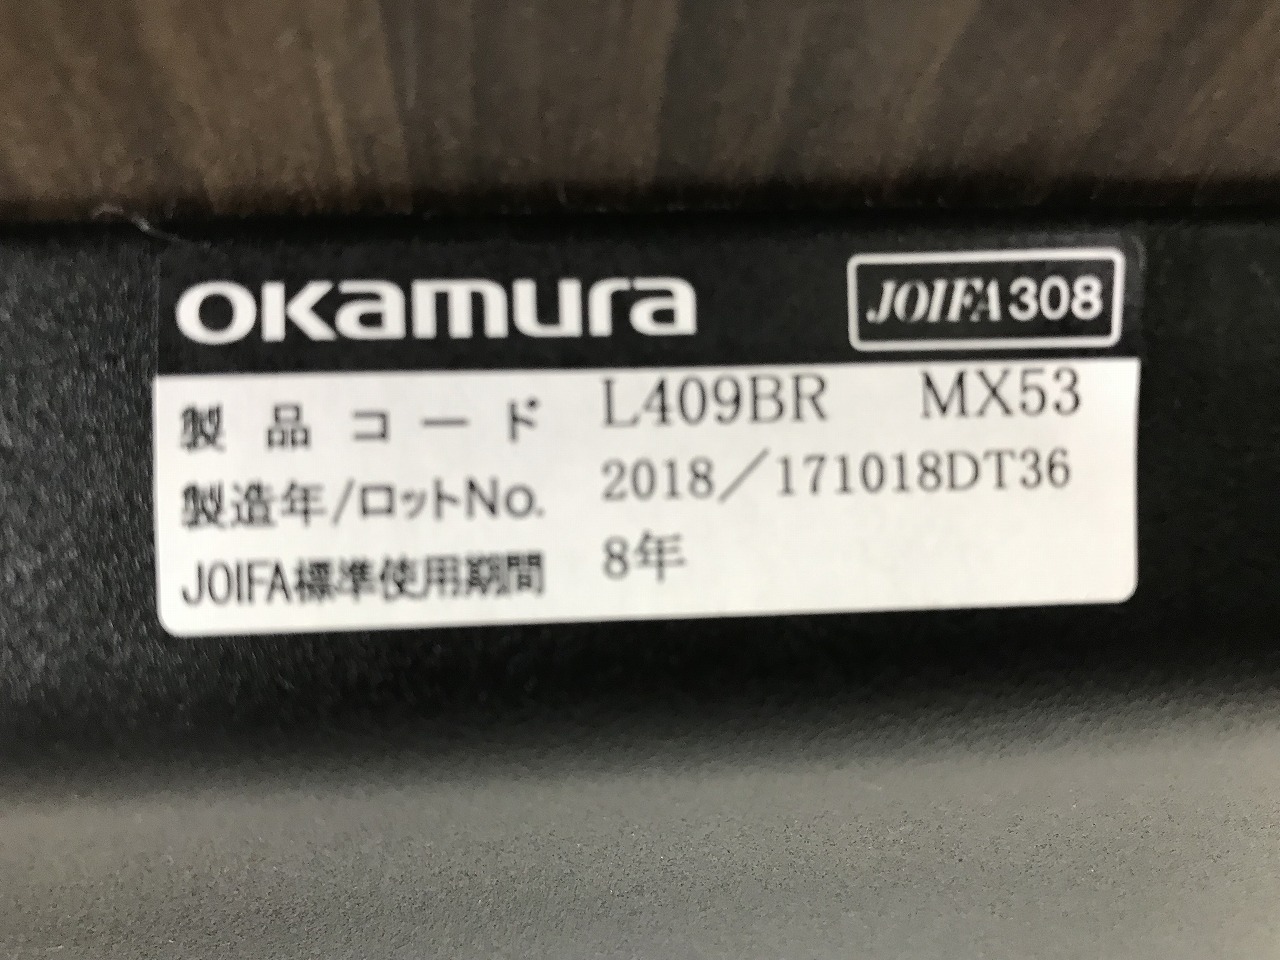 okamura
JOIFA308
製品コード L409BR MX53
製造年/ロットNo. 2018／171018DT36
JOIFA標準使用期間 8年